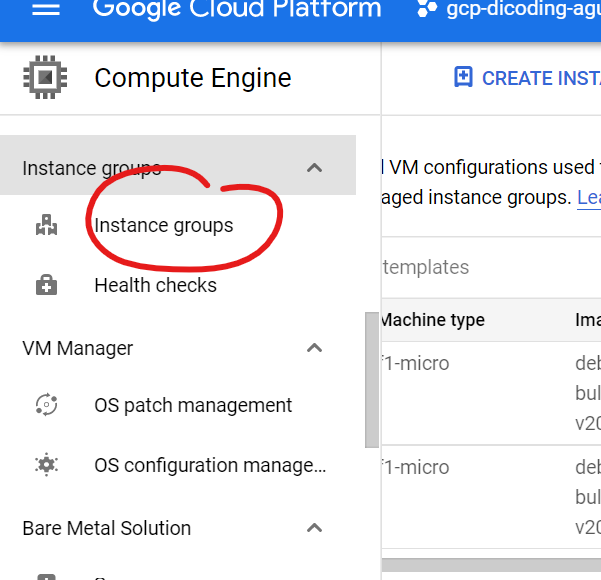 Google Cloud Platform
gcp-dicoding-agu
Compute Engine
CREATE INSTA
Instance groups
VM configurations used
Instance groups
aged instance groups. Lea
Health checks
templates
Machine type
Ima
VM Manager
f1-micro
deb
bul
OS patch management
v20
OS configuration manage...
f1-micro
deb
bul
Bare Metal Solution
v20